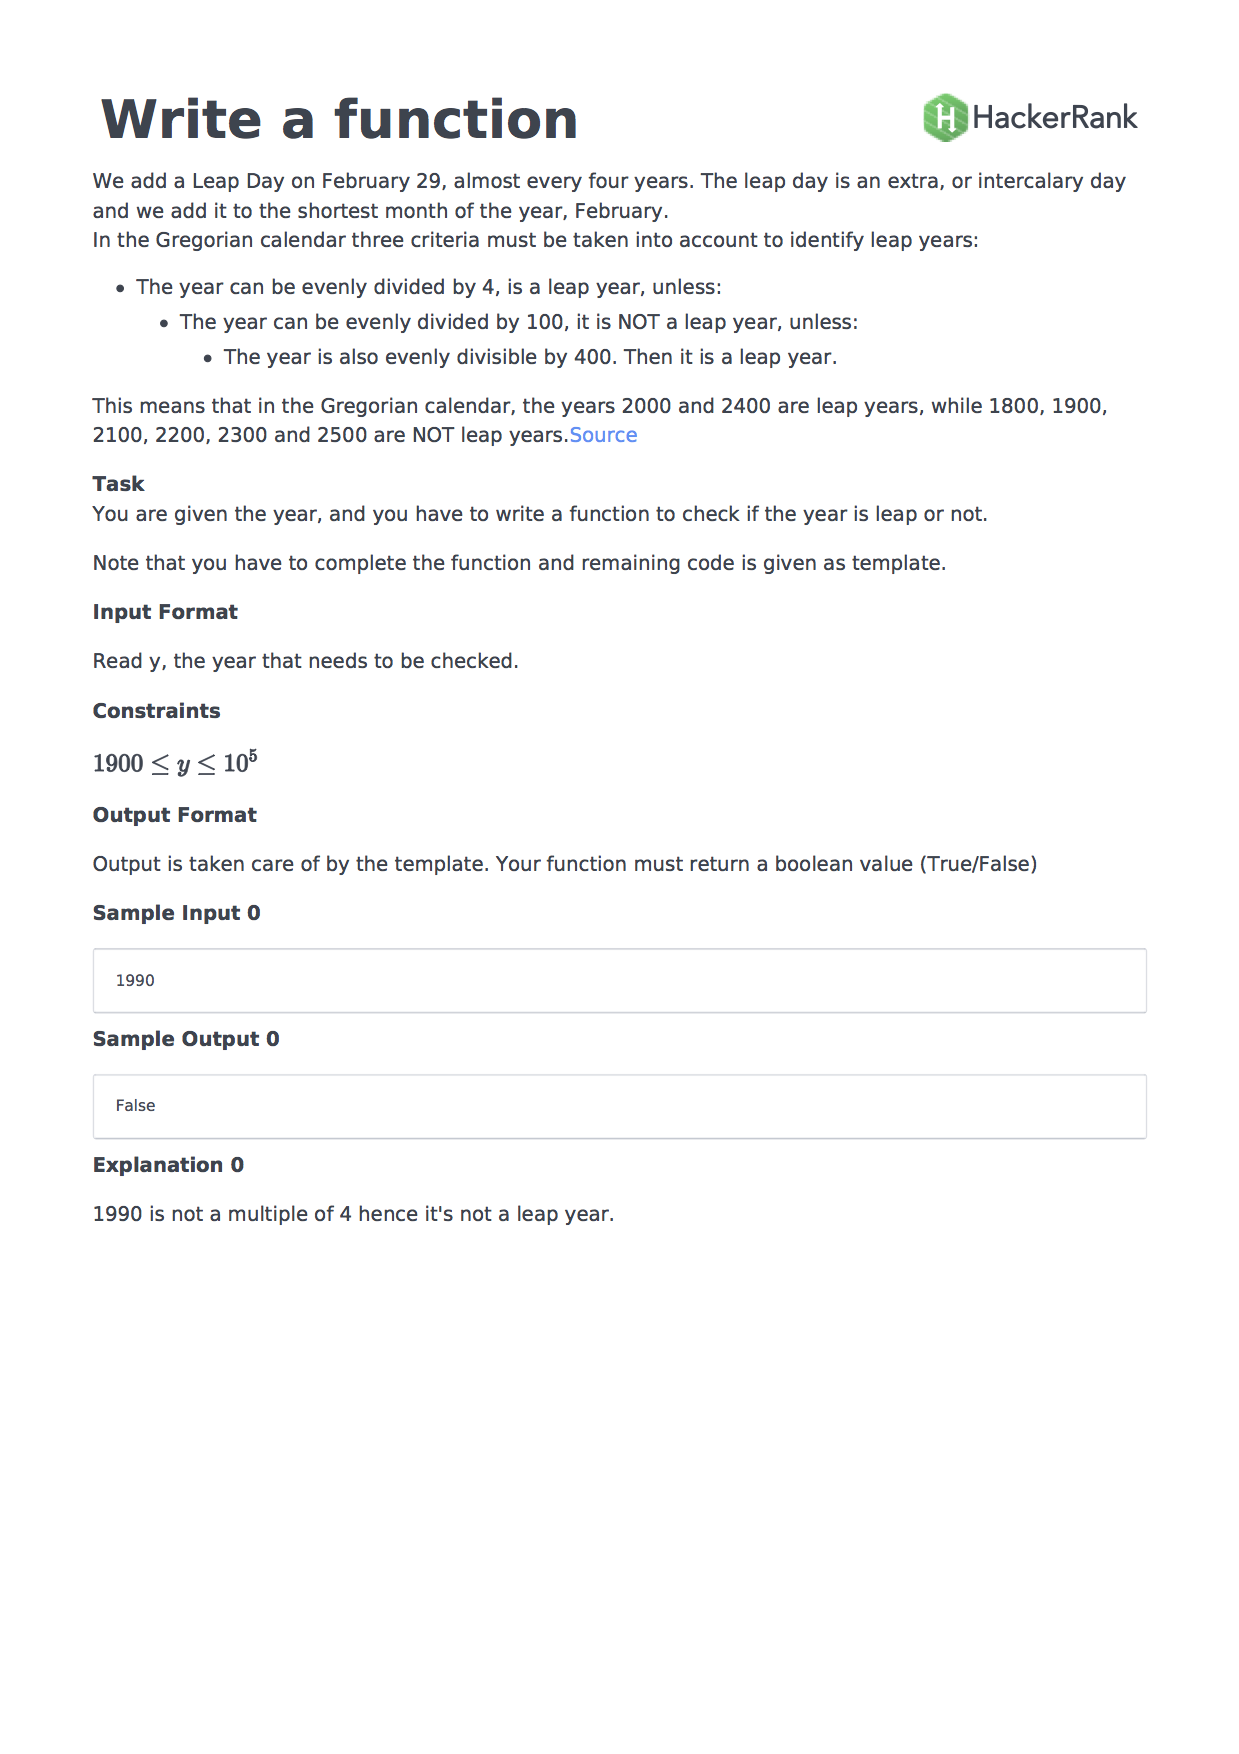 Write a function
HackerRank
We add a Leap Day on February 29, almost every four years. The leap day is an extra, or intercalary day
and we add it to the shortest month of the year, February.
In the Gregorian calendar three criteria must be taken into account to identify leap years:
• The year can be evenly divided by 4, is a leap year, unless:
• The year can be evenly divided by 100, it is NOT a leap year, unless:
• The year is also evenly divisible by 400. Then it is a leap year.
This means that in the Gregorian calendar, the years 2000 and 2400 are leap years, while 1800, 1900,
2100, 2200, 2300 and 2500 are NOT leap years.Source
Task
You are given the year, and you have to write a function to check if the year is leap or not.
Note that you have to complete the function and remaining code is given as template.
Input Format
Read y, the year that needs to be checked.
Constraints
1900 ≤ y ≤ 10⁵
Output Format
Output is taken care of by the template. Your function must return a boolean value (True/False)
Sample Input 0
1990
Sample Output 0
False
Explanation 0
1990 is not a multiple of 4 hence it's not a leap year.